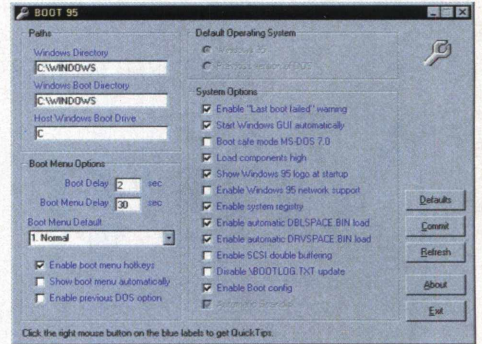 BOOT 95
Paths
Windows Directory
C:\WINDOWS
Windows Boot Directory
C:\WINDOWS
Host Windows Boot Drive
C
Boot Menu Options
Boot Delay 2 sec
Boot Menu Delay 30 sec
Boot Menu Default
1. Normal
Enable boot menu hotkeys
Show boot menu automatically
Enable previous DOS option
Default Operating System
Windows 95
Previous version of DOS
System Options
Enable "Last boot failed" warning
Start Windows GUI automatically
Boot safe mode MS-DOS 7.0
Load components high
Show Windows 95 logo at startup
Enable Windows 95 network support
Enable system registry
Enable automatic DBLSPACE.BIN load
Enable automatic DRVSPACE.BIN load
Enable SCSI double buffering
Disable \BOOTLOG.TXT update
Enable Boot config
Defaults
Commit
Refresh
About
Exit
Click the right mouse button on the blue labels to get QuickTips.